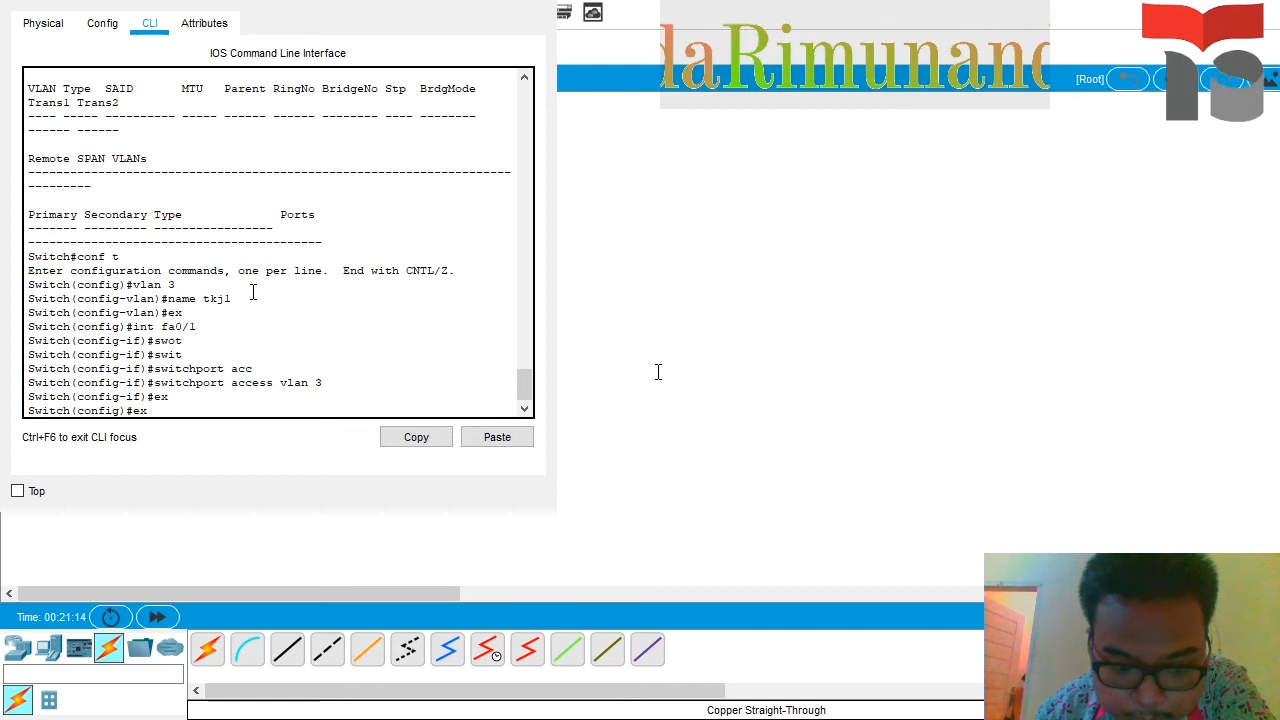 Physical Config CLI Attributes
IOS Command Line Interface
VLAN Type SAID MTU Parent RingNo BridgeNo Stp BrdgMode
Trans1 Trans2
---- ----- ---------- ----- ------ ------ -------- ---- --------
------ ------
Remote SPAN VLANs
------------------------------------------------------------------------------
Primary Secondary Type Ports
------- --------- ----------------- ------------------------------------------
Switch#conf t
Enter configuration commands, one per line. End with CNTL/Z.
Switch(config)#vlan 3
Switch(config-vlan)#name tkj1
Switch(config-vlan)#ex
Switch(config)#int fa0/1
Switch(config-if)#swot
Switch(config-if)#swit
Switch(config-if)#switchport acc
Switch(config-if)#switchport access vlan 3
Switch(config-if)#ex
Switch(config)#ex
Ctrl+F6 to exit CLI focus
Copy
Paste
Top
daRimunand
[Root]
Time: 00:21:14
Copper Straight-Through